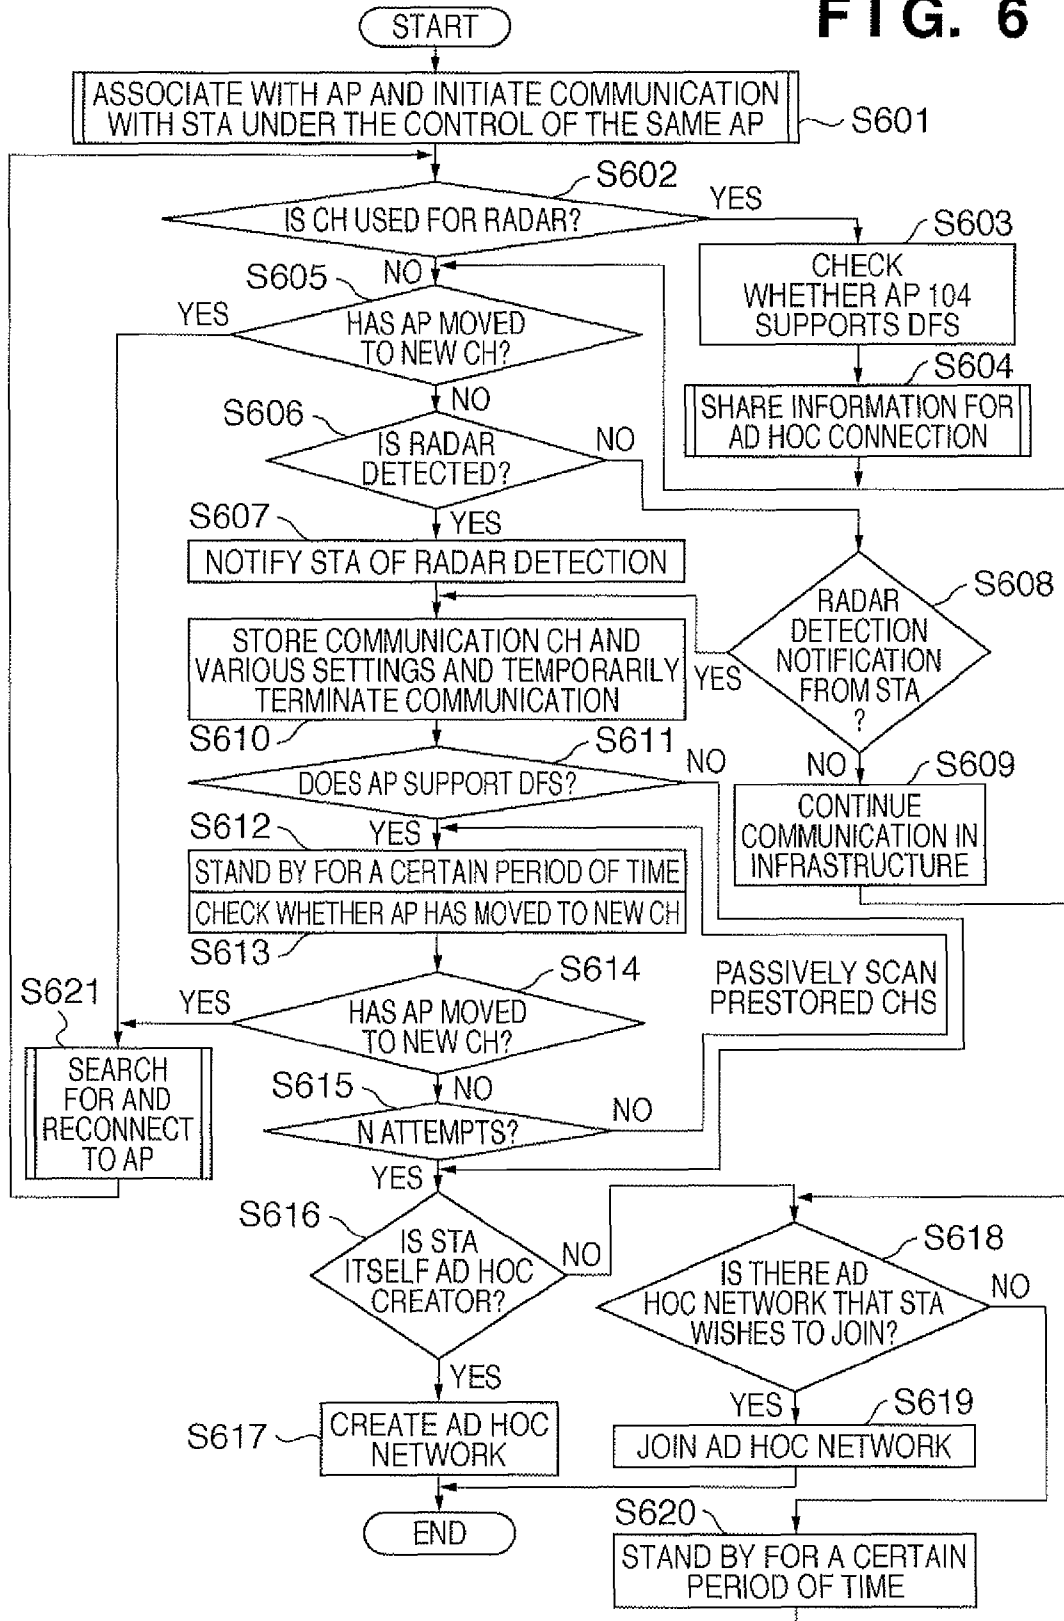 FIG. 6
START
ASSOCIATE WITH AP AND INITIATE COMMUNICATION
WITH STA UNDER THE CONTROL OF THE SAME AP
S601
S602
IS CH USED FOR RADAR?
YES
NO
S603
CHECK
WHETHER AP 104
SUPPORTS DFS
S605
YES
HAS AP MOVED
TO NEW CH?
NO
S604
SHARE INFORMATION FOR
AD HOC CONNECTION
S606
IS RADAR
DETECTED?
NO
YES
S607
NOTIFY STA OF RADAR DETECTION
S608
RADAR
DETECTION
NOTIFICATION
FROM STA
?
YES
NO
STORE COMMUNICATION CH AND
VARIOUS SETTINGS AND TEMPORARILY
TERMINATE COMMUNICATION
S610
S611
DOES AP SUPPORT DFS?
NO
YES
S609
CONTINUE
COMMUNICATION IN
INFRASTRUCTURE
S612
STAND BY FOR A CERTAIN PERIOD OF TIME
CHECK WHETHER AP HAS MOVED TO NEW CH
S613
PASSIVELY SCAN
PRESTORED CHS
S614
YES
HAS AP MOVED
TO NEW CH?
NO
S621
SEARCH
FOR AND
RECONNECT
TO AP
S615
N ATTEMPTS?
NO
YES
S616
IS STA
ITSELF AD HOC
CREATOR?
NO
YES
S618
IS THERE AD
HOC NETWORK THAT STA
WISHES TO JOIN?
NO
YES
S617
CREATE AD HOC
NETWORK
S619
JOIN AD HOC NETWORK
END
S620
STAND BY FOR A CERTAIN
PERIOD OF TIME